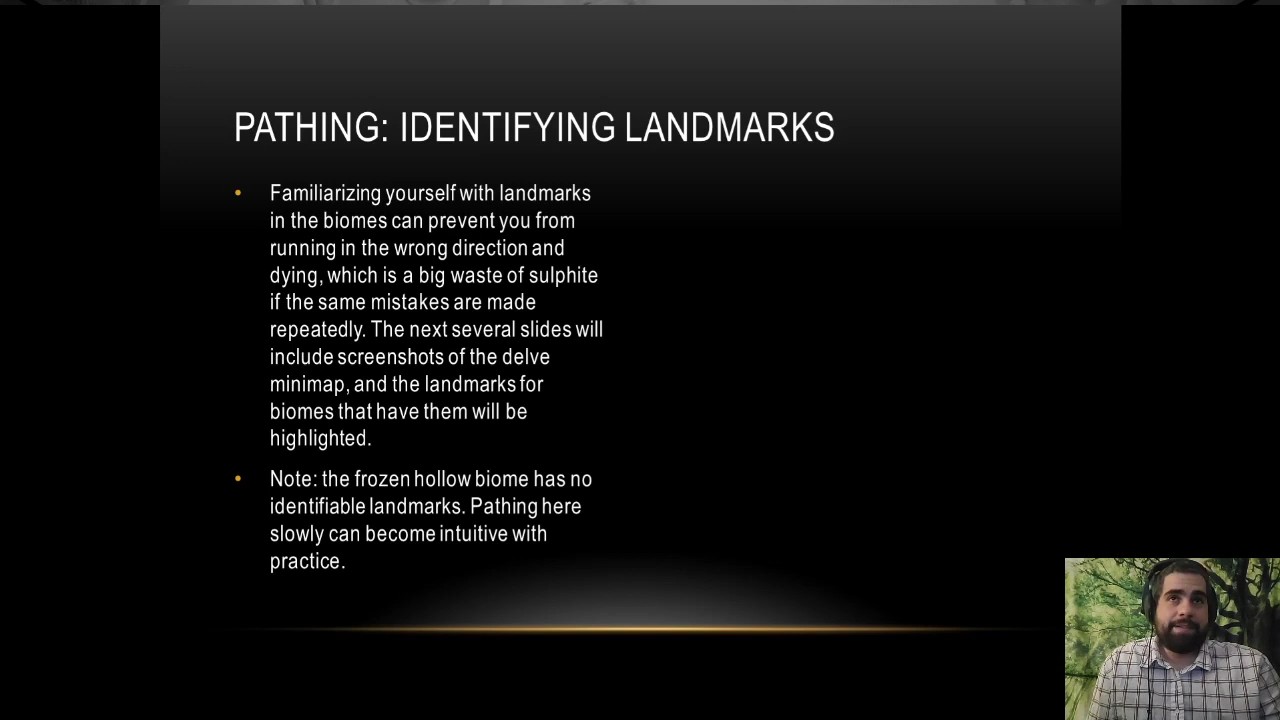 PATHING: IDENTIFYING LANDMARKS
• Familiarizing yourself with landmarks
in the biomes can prevent you from
running in the wrong direction and
dying, which is a big waste of sulphite
if the same mistakes are made
repeatedly. The next several slides will
include screenshots of the delve
minimap, and the landmarks for
biomes that have them will be
highlighted.
• Note: the frozen hollow biome has no
identifiable landmarks. Pathing here
slowly can become intuitive with
practice.